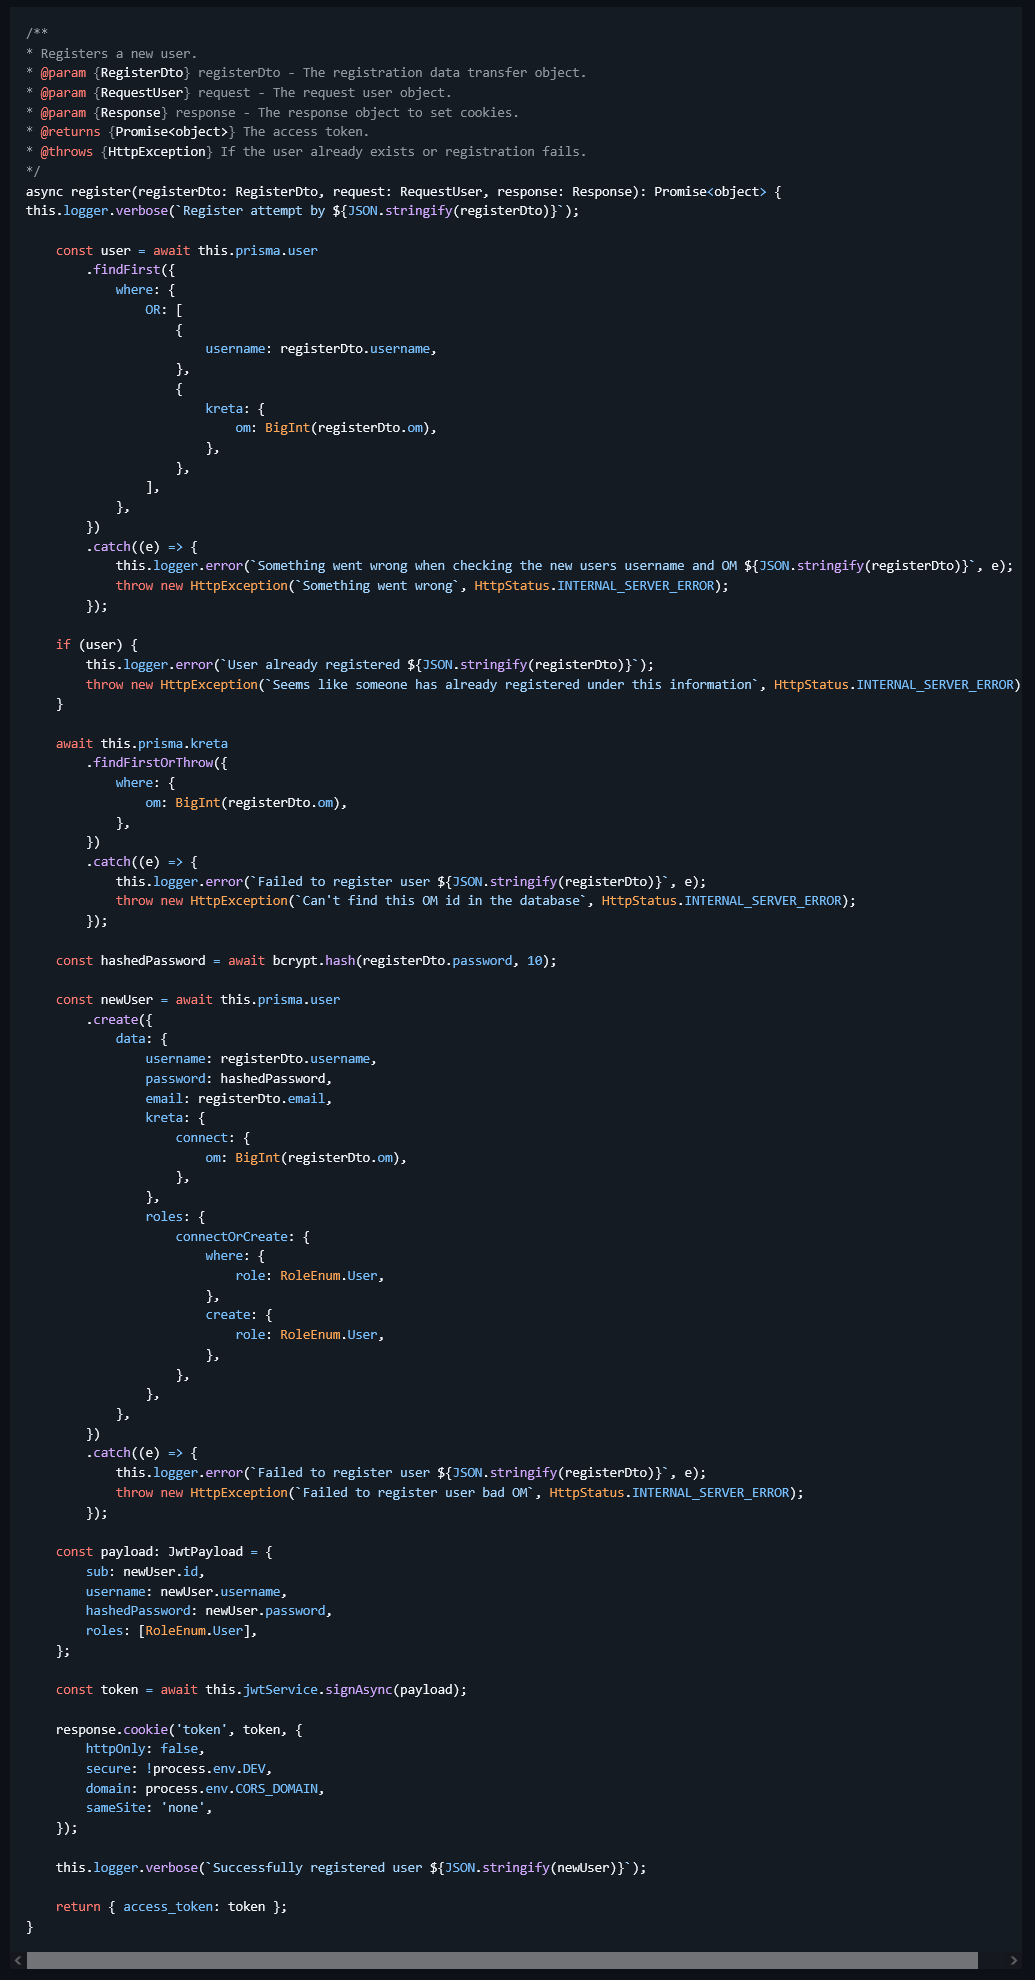 /**
* Registers a new user.
* @param {RegisterDto} registerDto - The registration data transfer object.
* @param {RequestUser} request - The request user object.
* @param {Response} response - The response object to set cookies.
* @returns {Promise<object>} The access token.
* @throws {HttpException} If the user already exists or registration fails.
*/
async register(registerDto: RegisterDto, request: RequestUser, response: Response): Promise<object> {
this.logger.verbose(`Register attempt by ${JSON.stringify(registerDto)}`);

    const user = await this.prisma.user
        .findFirst({
            where: {
                OR: [
                    {
                        username: registerDto.username,
                    },
                    {
                        kreta: {
                            om: BigInt(registerDto.om),
                        },
                    },
                ],
            },
        })
        .catch((e) => {
            this.logger.error(`Something went wrong when checking the new users username and OM ${JSON.stringify(registerDto)}`, e);
            throw new HttpException(`Something went wrong`, HttpStatus.INTERNAL_SERVER_ERROR);
        });

    if (user) {
        this.logger.error(`User already registered ${JSON.stringify(registerDto)}`);
        throw new HttpException(`Seems like someone has already registered under this information`, HttpStatus.INTERNAL_SERVER_ERROR)
    }

    await this.prisma.kreta
        .findFirstOrThrow({
            where: {
                om: BigInt(registerDto.om),
            },
        })
        .catch((e) => {
            this.logger.error(`Failed to register user ${JSON.stringify(registerDto)}`, e);
            throw new HttpException(`Can't find this OM id in the database`, HttpStatus.INTERNAL_SERVER_ERROR);
        });

    const hashedPassword = await bcrypt.hash(registerDto.password, 10);

    const newUser = await this.prisma.user
        .create({
            data: {
                username: registerDto.username,
                password: hashedPassword,
                email: registerDto.email,
                kreta: {
                    connect: {
                        om: BigInt(registerDto.om),
                    },
                },
                roles: {
                    connectOrCreate: {
                        where: {
                            role: RoleEnum.User,
                        },
                        create: {
                            role: RoleEnum.User,
                        },
                    },
                },
            },
        })
        .catch((e) => {
            this.logger.error(`Failed to register user ${JSON.stringify(registerDto)}`, e);
            throw new HttpException(`Failed to register user bad OM`, HttpStatus.INTERNAL_SERVER_ERROR);
        });

    const payload: JwtPayload = {
        sub: newUser.id,
        username: newUser.username,
        hashedPassword: newUser.password,
        roles: [RoleEnum.User],
    };

    const token = await this.jwtService.signAsync(payload);

    response.cookie('token', token, {
        httpOnly: false,
        secure: !process.env.DEV,
        domain: process.env.CORS_DOMAIN,
        sameSite: 'none',
    });

    this.logger.verbose(`Successfully registered user ${JSON.stringify(newUser)}`);

    return { access_token: token };
}